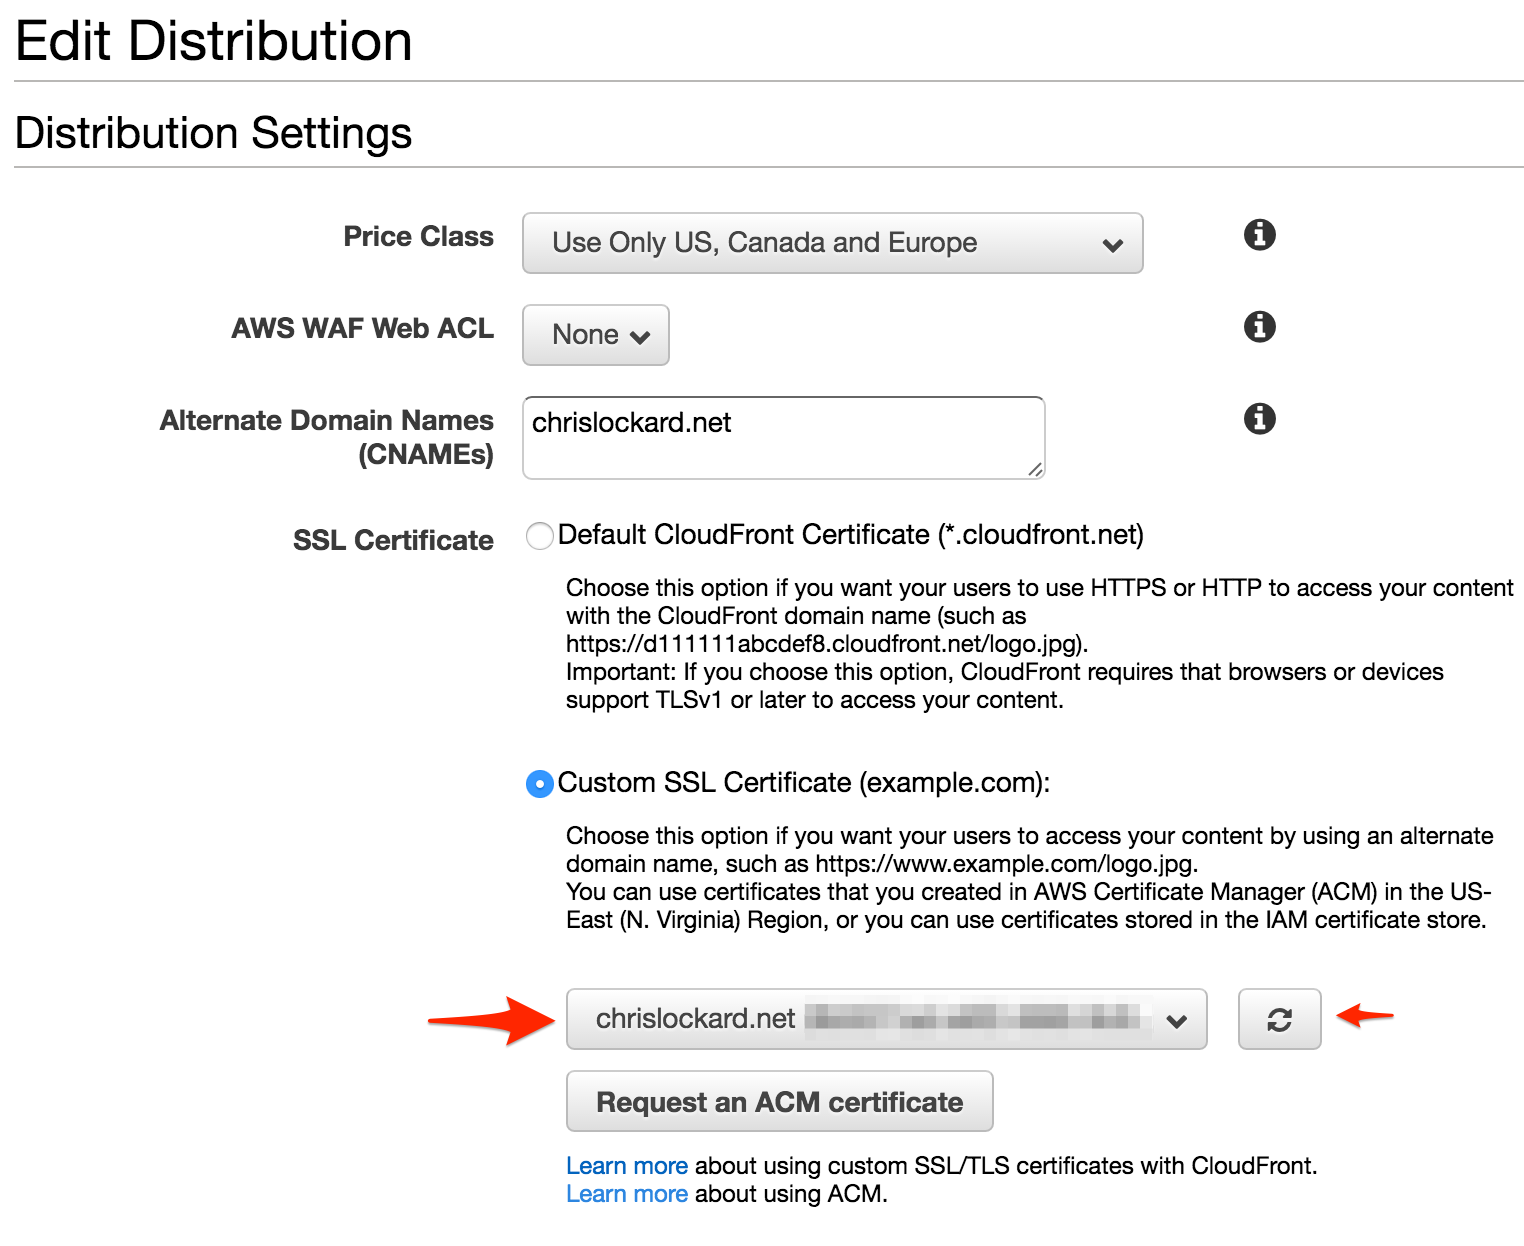 Edit Distribution
Distribution Settings
Price Class
Use Only US, Canada and Europe
AWS WAF Web ACL
None
Alternate Domain Names
(CNAMEs)
chrislockard.net
SSL Certificate
Default CloudFront Certificate (*.cloudfront.net)
Choose this option if you want your users to use HTTPS or HTTP to access your content
with the CloudFront domain name (such as
https://d111111abcdef8.cloudfront.net/logo.jpg).
Important: If you choose this option, CloudFront requires that browsers or devices
support TLSv1 or later to access your content.
Custom SSL Certificate (example.com):
Choose this option if you want your users to access your content by using an alternate
domain name, such as https://www.example.com/logo.jpg.
You can use certificates that you created in AWS Certificate Manager (ACM) in the US-
East (N. Virginia) Region, or you can use certificates stored in the IAM certificate store.
chrislockard.net
Request an ACM certificate
Learn more about using custom SSL/TLS certificates with CloudFront.
Learn more about using ACM.